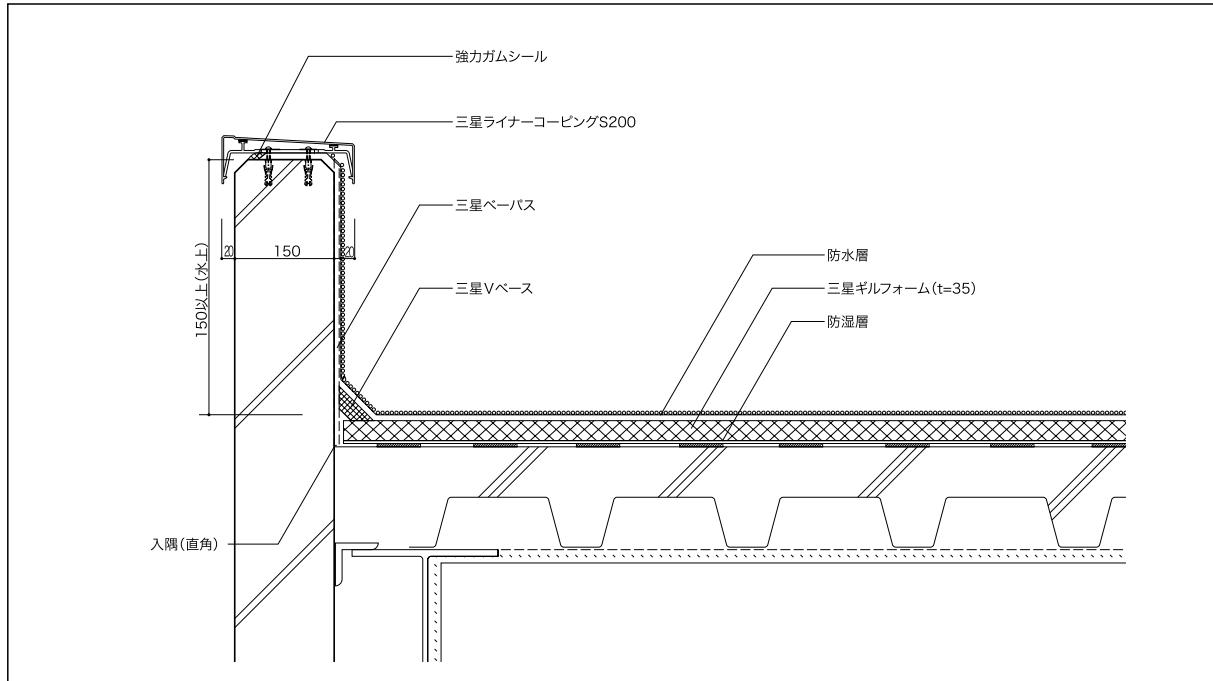 強力ガムシール
三星ライナーコーピングS200
三星ベーパス
20
150
20
150以上(水上)
防水層
三星Vベース
三星ギルフォーム(t=35)
防湿層
入隅(直角)